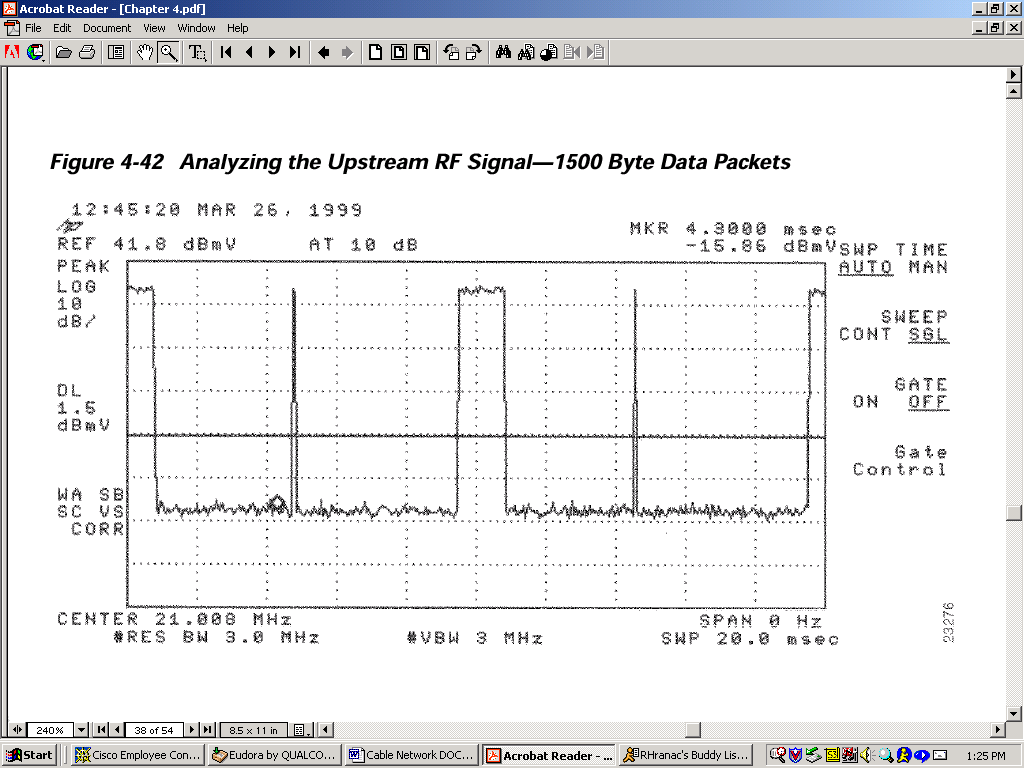 Acrobat Reader - [Chapter 4.pdf]
File Edit Document View Window Help
Figure 4-42 Analyzing the Upstream RF Signal—1500 Byte Data Packets
12:45:20 MAR 26, 1999
MKR 4.3000 msec
REF 41.8 dBmV AT 10 dB -15.86 dBmV
PEAK
LOG
10
dB/
DL
1.5
dBmV
WA SB
SC VS
CORR
SWP TIME
AUTO MAN
SWEEP
CONT SGL
GATE
ON OFF
Gate
Control
CENTER 21.008 MHz SPAN 0 Hz
#RES BW 3.0 MHz #VBW 3 MHz SWP 20.0 msec
23276
240% 38 of 54 8.5 x 11 in
Start Cisco Employee Con... Eudora by QUALCO... Cable Network DOC... Acrobat Reader - ... RHranac's Buddy Lis... 1:25 PM